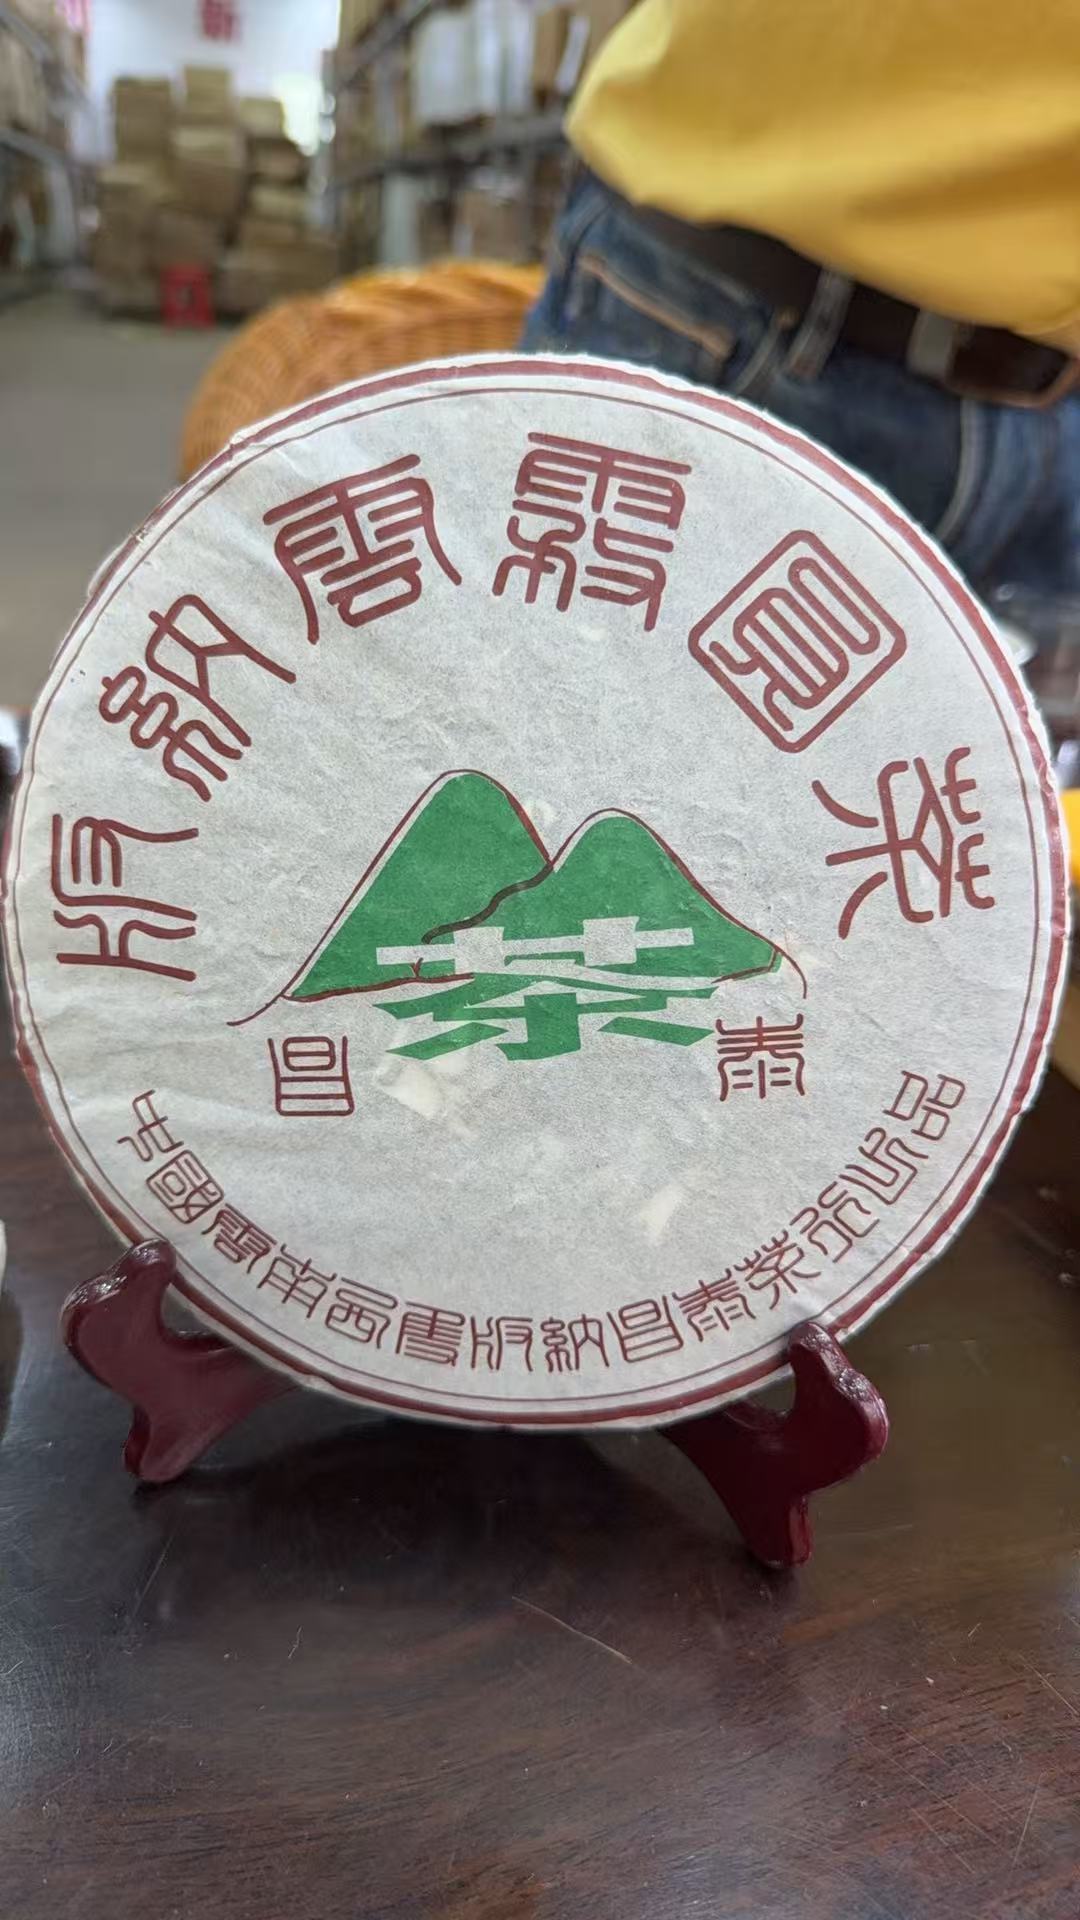 版納雲霧圓茶
茶
昌泰
中國雲南西雙版納昌泰茶行出品